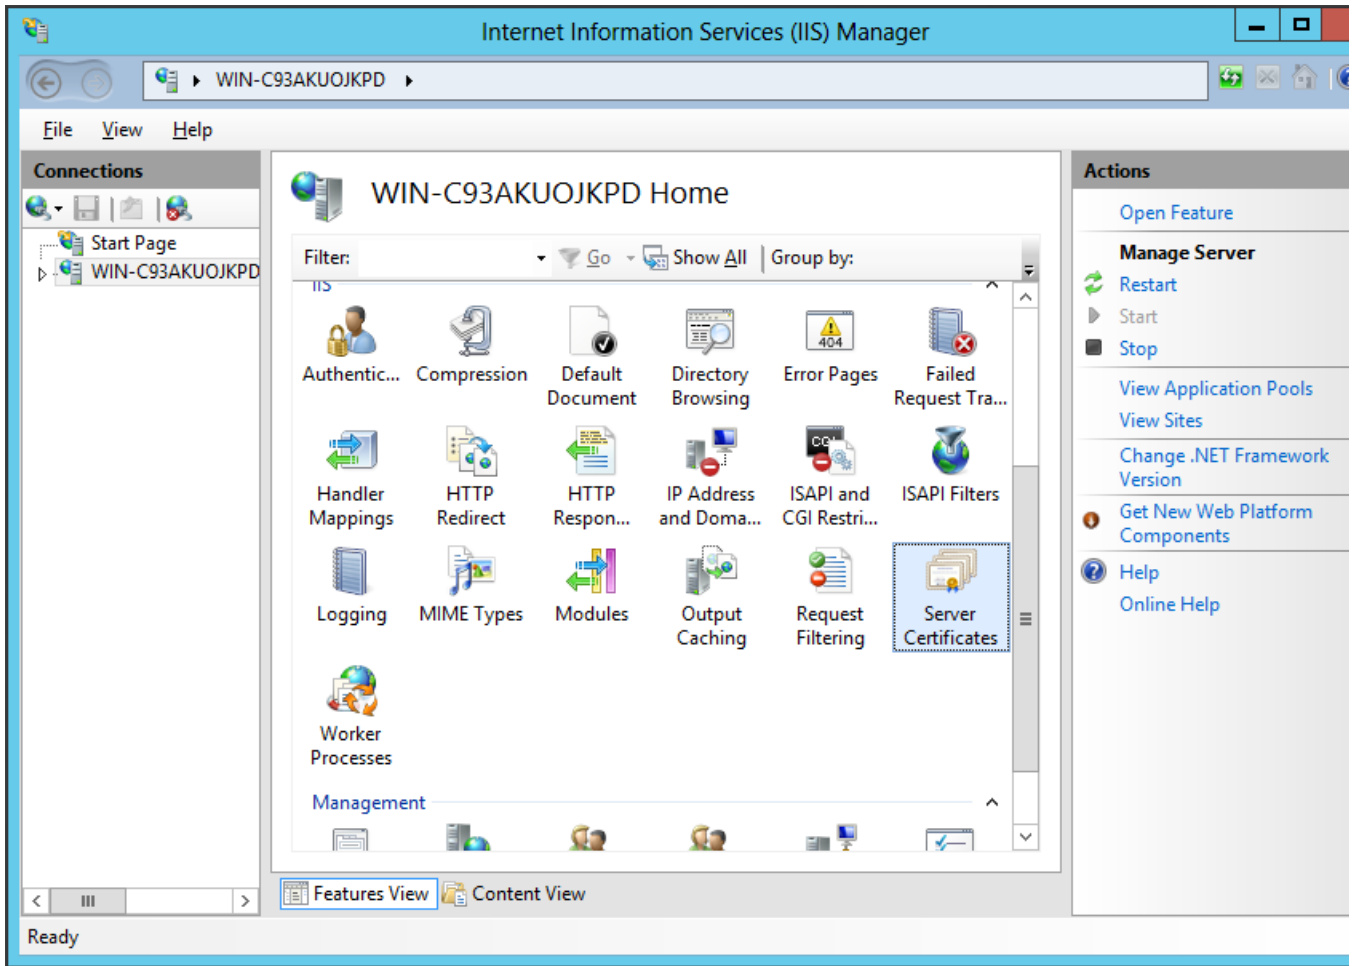 Internet Information Services (IIS) Manager
WIN-C93AKUOJKPD
File View Help
Connections
Start Page
WIN-C93AKUOJKPD
WIN-C93AKUOJKPD Home
Filter: Go Show All Group by:
IIS
Authentic... Compression Default Document Directory Browsing Error Pages Failed Request Tra...
404
Handler Mappings HTTP Redirect HTTP Respon... IP Address and Doma... ISAPI and CGI Restri... ISAPI Filters
CGI
Logging MIME Types Modules Output Caching Request Filtering Server Certificates
Worker Processes
Management
Features View Content View
Ready
Actions
Open Feature
Manage Server
Restart
Start
Stop
View Application Pools
View Sites
Change .NET Framework
Version
Get New Web Platform
Components
Help
Online Help